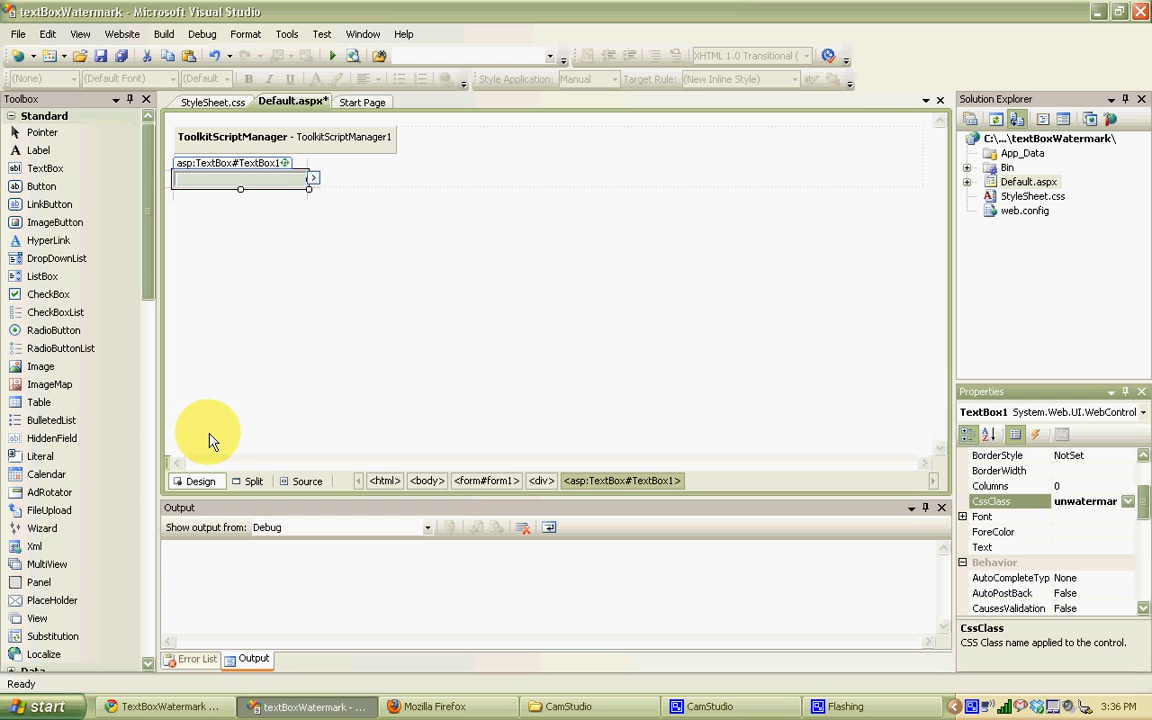 textBoxWatermark - Microsoft Visual Studio
File Edit View Website Build Debug Format Tools Test Window Help
XHTML 1.0 Transitional (
(None) (Default Font) (Default B I U A Style Application: Manual Target Rule: (New Inline Style)
Toolbox
StyleSheet.css Default.aspx* Start Page
Solution Explorer
Standard
Pointer
Label
TextBox
Button
LinkButton
ImageButton
HyperLink
DropDownList
ListBox
CheckBox
CheckBoxList
RadioButton
RadioButtonList
Image
ImageMap
Table
BulletedList
HiddenField
Literal
Calendar
AdRotator
FileUpload
Wizard
Xml
MultiView
Panel
PlaceHolder
View
Substitution
Localize
Data
ToolkitScriptManager - ToolkitScriptManager1
asp:TextBox#TextBox1
Design Split Source <html> <body> <form#form1> <div> <asp:TextBox#TextBox1>
Output
Show output from: Debug
Error List Output
C:\...\textBoxWatermark\
App_Data
Bin
Default.aspx
StyleSheet.css
web.config
Properties
TextBox1 System.Web.UI.WebControl
BorderStyle NotSet
BorderWidth
Columns 0
CssClass unwatermar
Font
ForeColor
Text
Behavior
AutoCompleteTyp None
AutoPostBack False
CausesValidation False
CssClass
CSS Class name applied to the control.
Ready
start TextBoxWatermark ... textBoxWatermark - ... Mozilla Firefox CamStudio CamStudio Flashing 3:36 PM